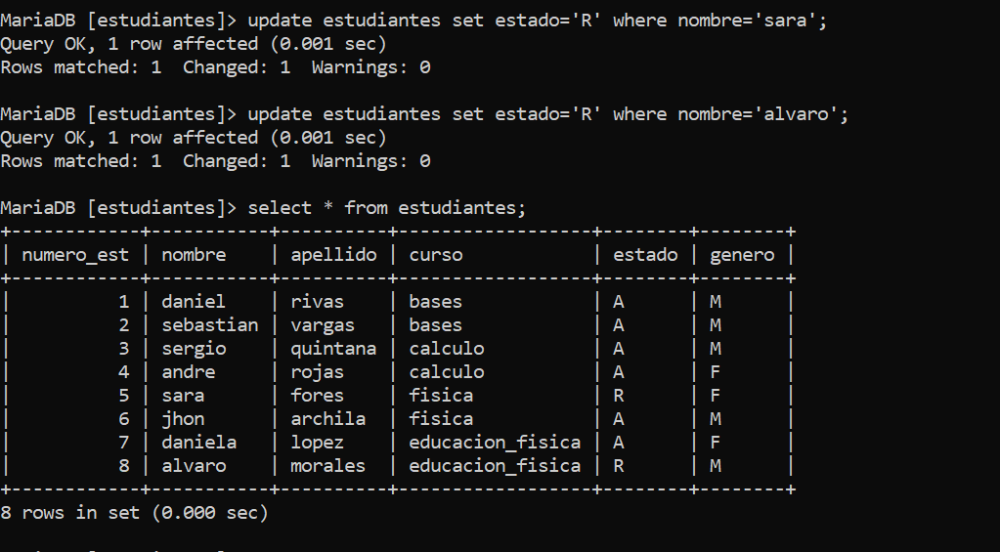 MariaDB [estudiantes]> update estudiantes set estado='R' where nombre='sara';
Query OK, 1 row affected (0.001 sec)
Rows matched: 1  Changed: 1  Warnings: 0
MariaDB [estudiantes]> update estudiantes set estado='R' where nombre='alvaro';
Query OK, 1 row affected (0.001 sec)
Rows matched: 1  Changed: 1  Warnings: 0
MariaDB [estudiantes]> select * from estudiantes;
+------------+-----------+----------+------------------+--------+--------+
| numero_est | nombre    | apellido | curso            | estado | genero |
+------------+-----------+----------+------------------+--------+--------+
|          1 | daniel    | rivas    | bases            | A      | M      |
|          2 | sebastian | vargas   | bases            | A      | M      |
|          3 | sergio    | quintana | calculo          | A      | M      |
|          4 | andre     | rojas    | calculo          | A      | F      |
|          5 | sara      | fores    | fisica           | R      | F      |
|          6 | jhon      | archila  | fisica           | A      | M      |
|          7 | daniela   | lopez    | educacion_fisica | A      | F      |
|          8 | alvaro    | morales  | educacion_fisica | R      | M      |
+------------+-----------+----------+------------------+--------+--------+
8 rows in set (0.000 sec)